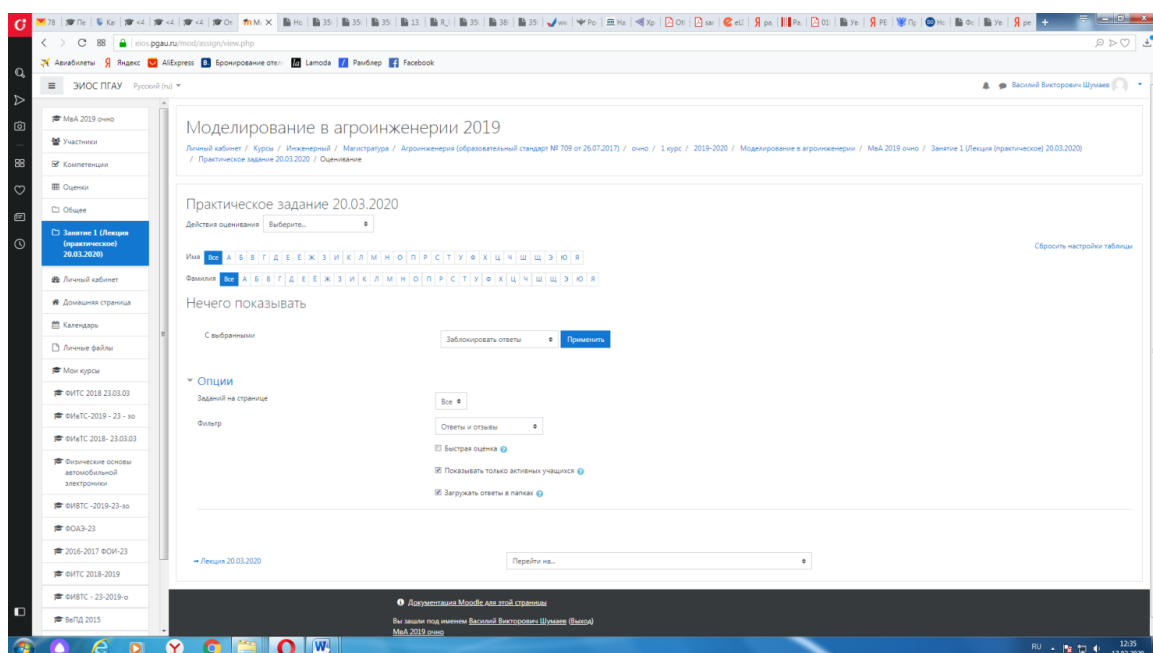 eios.pgau.ru/mod/assign/view.php
Авиабилеты Яндекс AliExpress Бронирование оте Lamoda Рамблер Facebook
ЭИОС ПГАУ Русский (ru)
Василий Викторович Шумаев
МвА 2019 очно
Участники
Компетенции
Оценки
Общее
Занятие 1 (Лекция
(практическое)
20.03.2020)
Личный кабинет
Домашняя страница
Календарь
Личные файлы
Мои курсы
ФИТС 2018 23.03.03
ФИвТС-2019 - 23 - зо
ФИвТС 2018- 23.03.03
Физические основы
автомобильной
электроники
ФИВТС -2019-23-зо
ФОАЭ-23
2016-2017 ФОИ-23
ФИТС 2018-2019
ФИВТС - 23-2019-о
ВвПД 2015
Моделирование в агроинженерии 2019
Личный кабинет / Курсы / Инженерный / Магистратура / Агроинженерия (образовательный стандарт № 709 от 26.07.2017) / очно / 1 курс / 2019-2020 / Моделирование в агроинженерии / МвА 2019 очно / Занятие 1 (Лекция (практическое) 20.03.2020)
/ Практическое задание 20.03.2020 / Оценивание
Практическое задание 20.03.2020
Действия оценивания Выберите...
Сбросить настройки таблицы
Имя Все А Б В Г Д Е Ё Ж З И К Л М Н О П Р С Т У Ф Х Ц Ч Ш Щ Э Ю Я
Фамилия Все А Б В Г Д Е Ё Ж З И К Л М Н О П Р С Т У Ф Х Ц Ч Ш Щ Э Ю Я
Нечего показывать
С выбранными Заблокировать ответы Применить
Опции
Заданий на странице Все
Фильтр Ответы и отзывы
Быстрая оценка
Показывать только активных учащихся
Загружать ответы в папках
Лекция 20.03.2020 Перейти на...
Документация Moodle для этой страницы
Вы зашли под именем Василий Викторович Шумаев (Выход)
МвА 2019 очно
RU 12:35